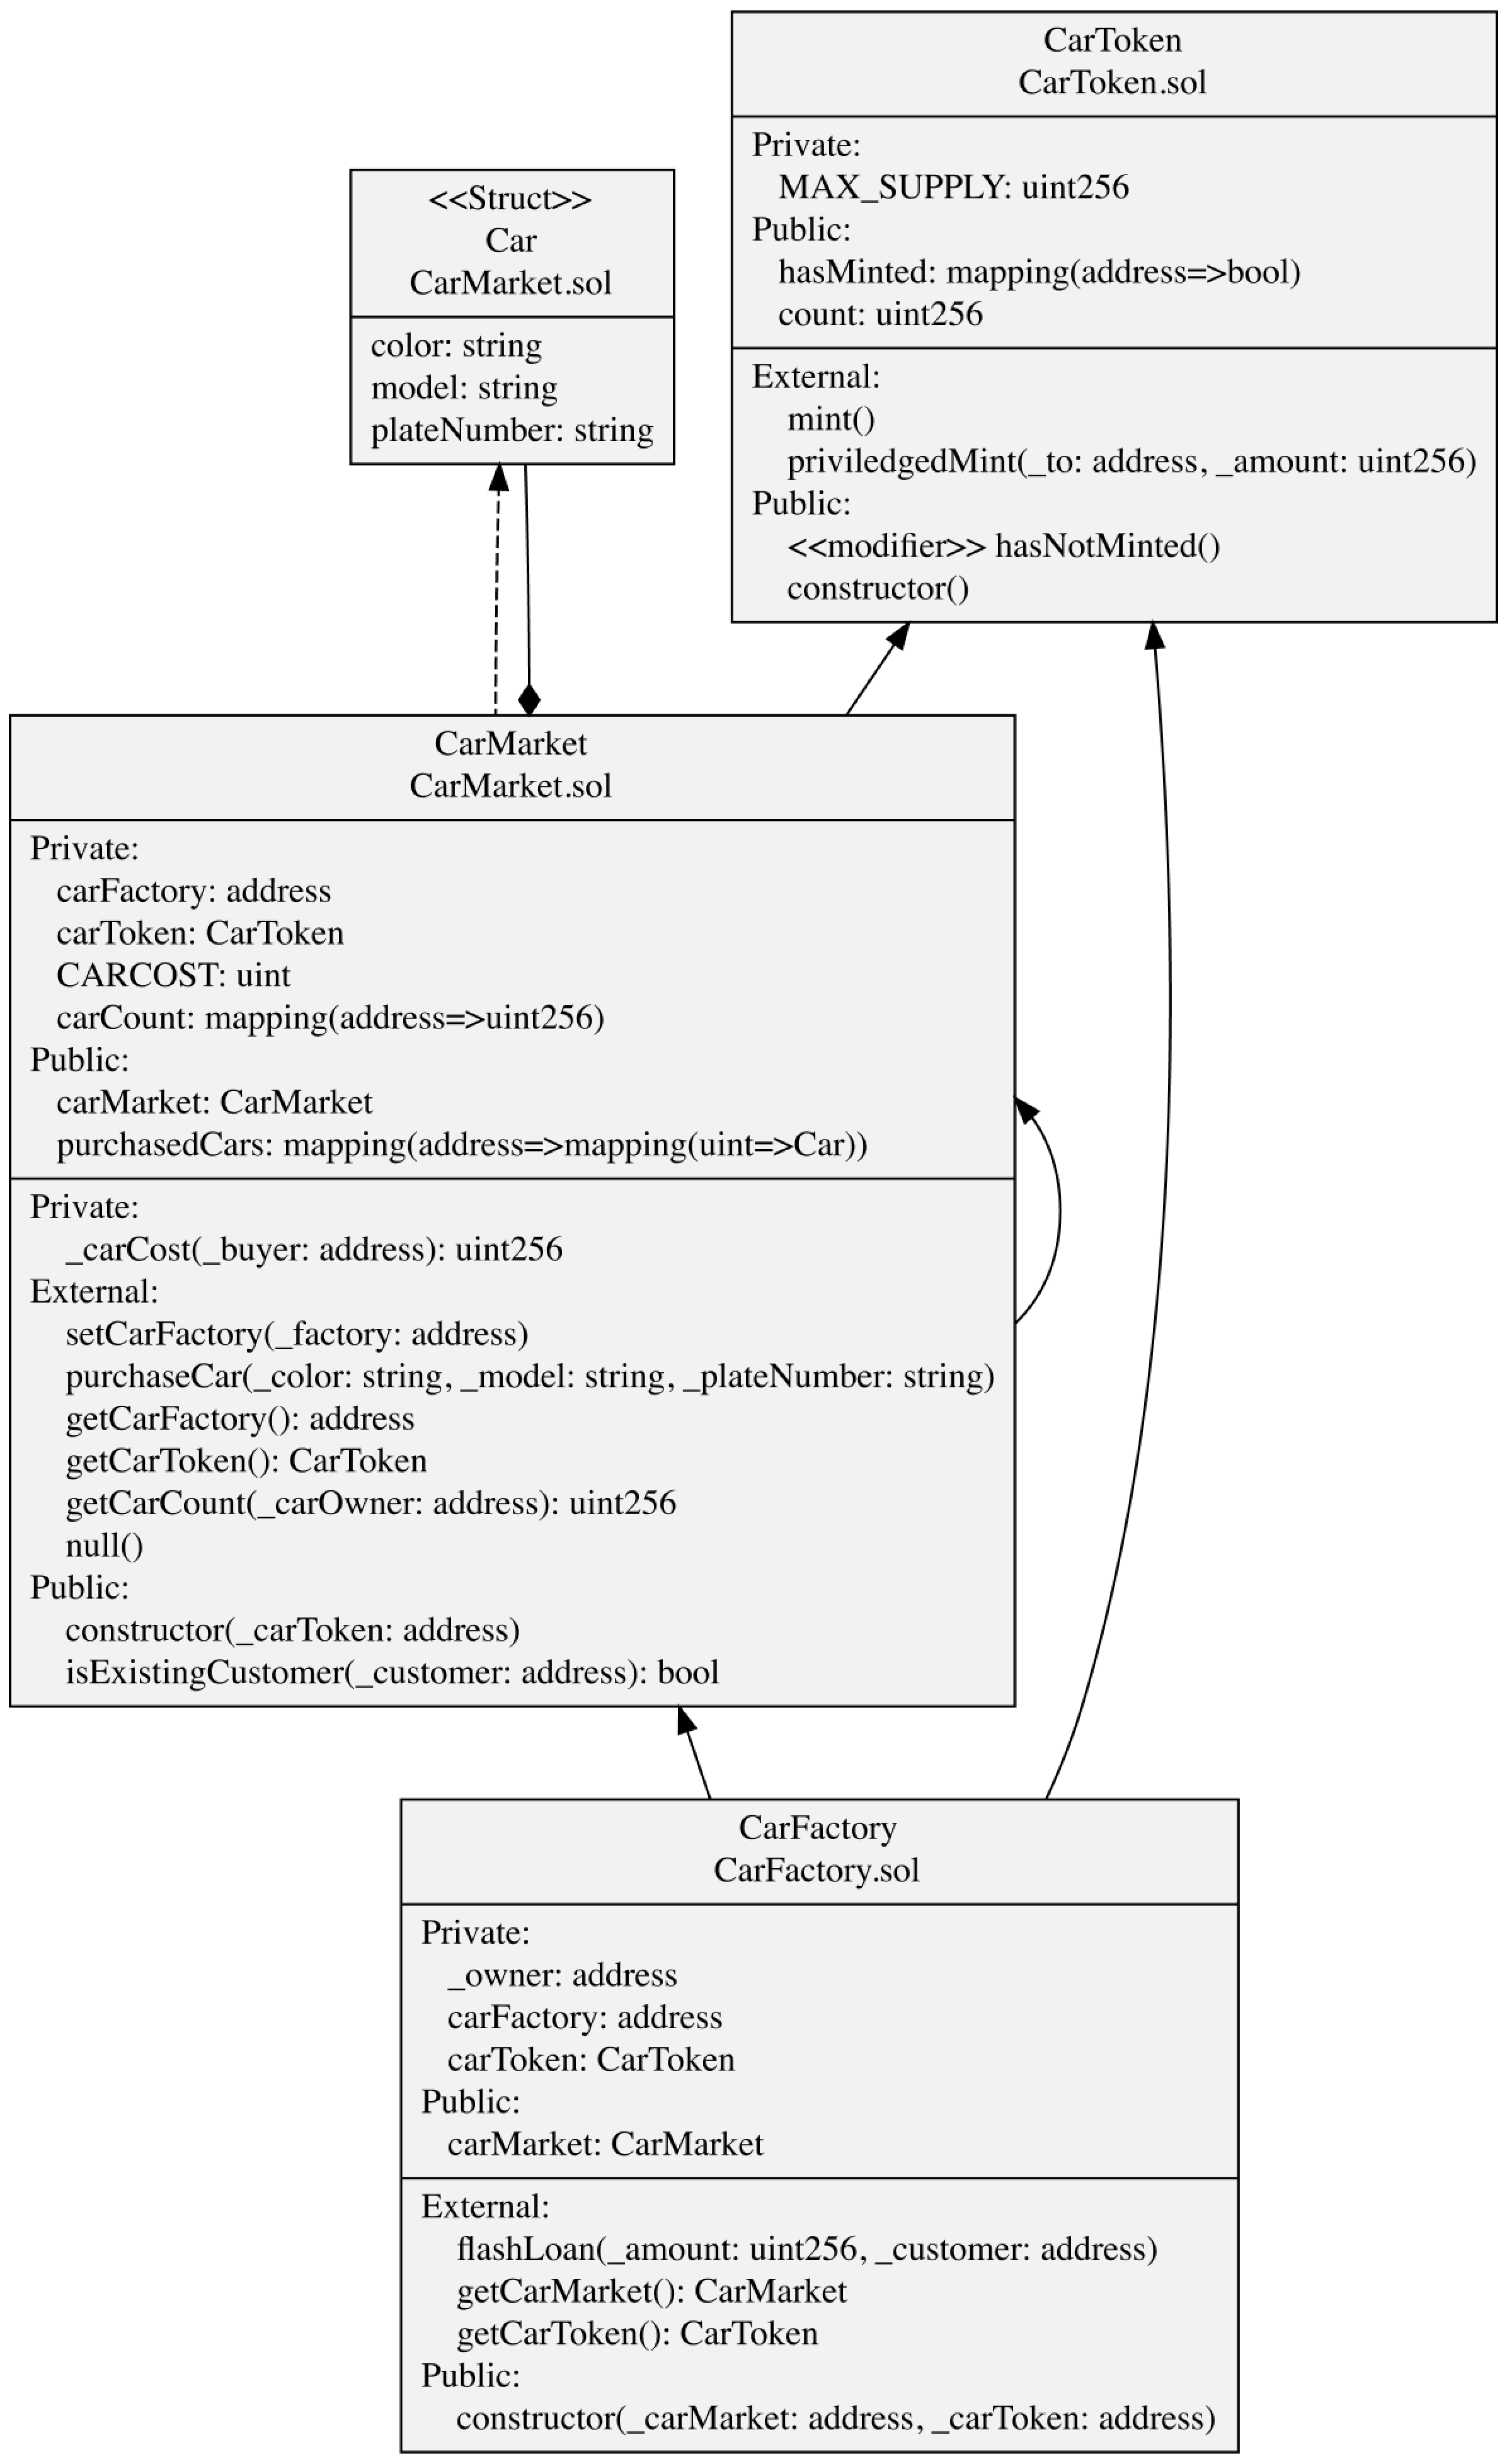 CarToken
CarToken.sol
Private:
MAX_SUPPLY: uint256
Public:
hasMinted: mapping(address=>bool)
count: uint256
External:
mint()
priviledgedMint(_to: address, _amount: uint256)
Public:
<<modifier>> hasNotMinted()
constructor()
<<Struct>>
Car
CarMarket.sol
color: string
model: string
plateNumber: string
CarMarket
CarMarket.sol
Private:
carFactory: address
carToken: CarToken
CARCOST: uint
carCount: mapping(address=>uint256)
Public:
carMarket: CarMarket
purchasedCars: mapping(address=>mapping(uint=>Car))
Private:
_carCost(_buyer: address): uint256
External:
setCarFactory(_factory: address)
purchaseCar(_color: string, _model: string, _plateNumber: string)
getCarFactory(): address
getCarToken(): CarToken
getCarCount(_carOwner: address): uint256
null()
Public:
constructor(_carToken: address)
isExistingCustomer(_customer: address): bool
CarFactory
CarFactory.sol
Private:
_owner: address
carFactory: address
carToken: CarToken
Public:
carMarket: CarMarket
External:
flashLoan(_amount: uint256, _customer: address)
getCarMarket(): CarMarket
getCarToken(): CarToken
Public:
constructor(_carMarket: address, _carToken: address)